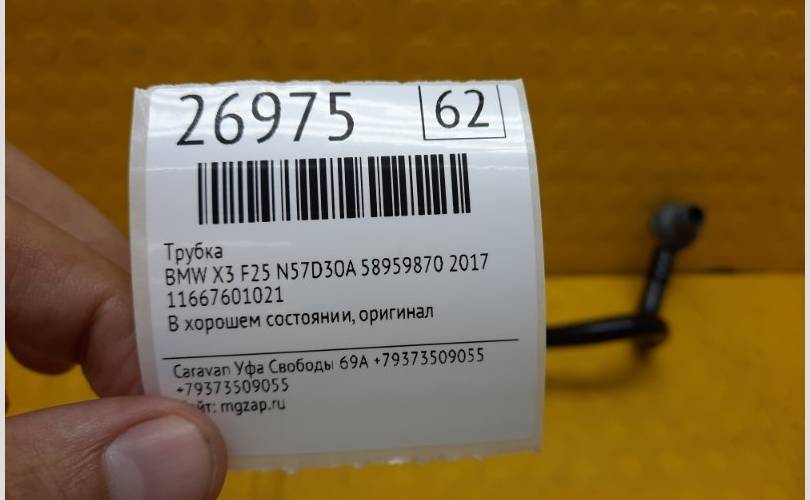 26975
62
Трубка
BMW X3 F25 N57D30A 58959870 2017
11667601021
В хорошем состоянии, оригинал
Caravan Уфа Свободы 69А +79373509055
+79373509055
mgzap.ru